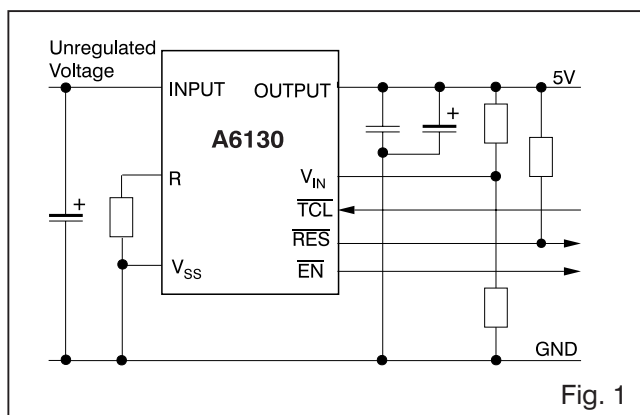 Unregulated
Voltage
INPUT
OUTPUT
5V
A6130
R
V_IN
TCL
RES
V_SS
EN
GND
Fig. 1
+
+